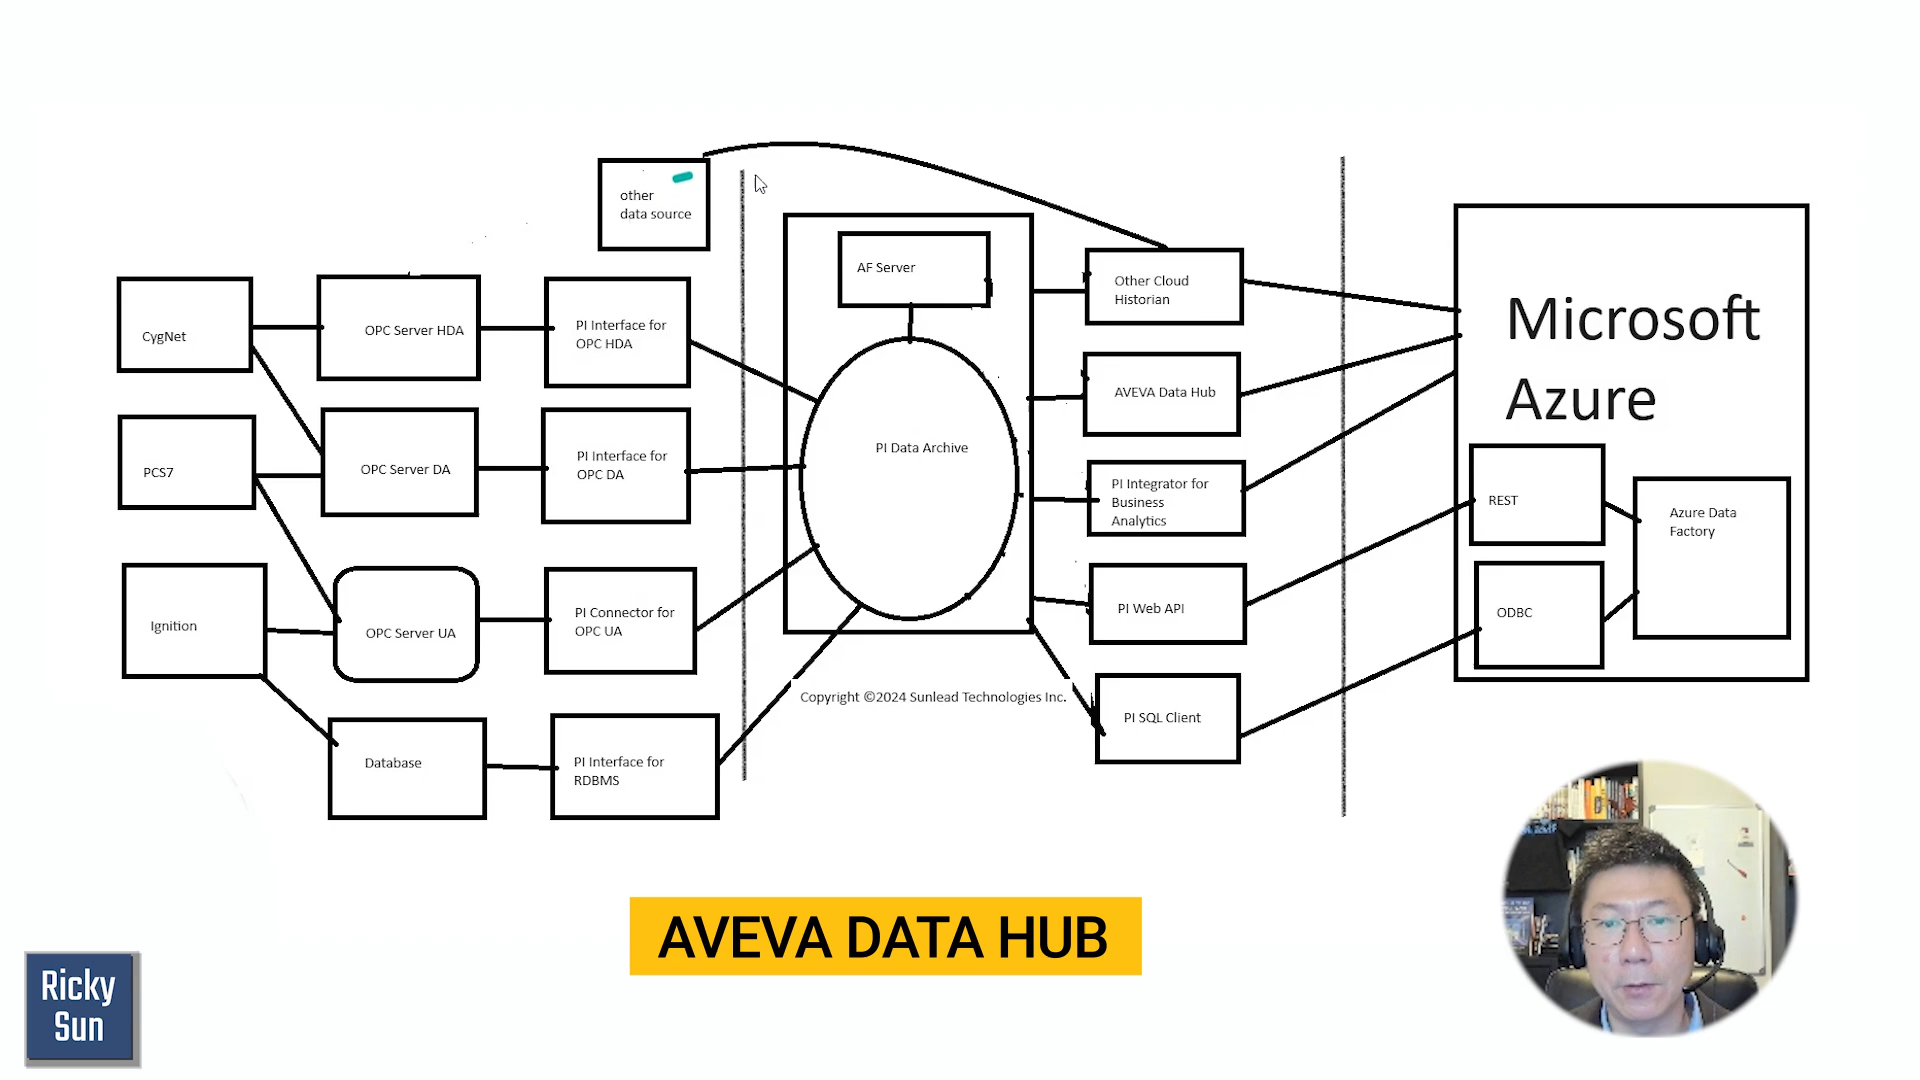 other
data source
AF Server
Other Cloud
Historian
Microsoft
Azure
CygNet
OPC Server HDA
PI Interface for
OPC HDA
AVEVA Data Hub
PCS7
OPC Server DA
PI Interface for
OPC DA
PI Data Archive
PI Integrator for
Business
Analytics
REST
Azure Data
Factory
Ignition
OPC Server UA
PI Connector for
OPC UA
PI Web API
ODBC
Copyright ©2024 Sunlead Technologies Inc.
PI SQL Client
Database
PI Interface for
RDBMS
AVEVA DATA HUB
Ricky
Sun